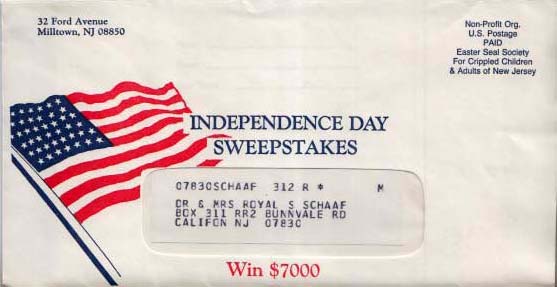 32 Ford Avenue
Milltown, NJ 08850
Non-Profit Org.
U.S. Postage
PAID
Easter Seal Society
For Crippled Children
& Adults of New Jersey
INDEPENDENCE DAY
SWEEPSTAKES
07830SCHAAF 312 R * M
DR & MRS ROYAL S SCHAAF
BOX 311 RR2 BUNNVALE RD
CALIFON NJ 07830
Win $7000